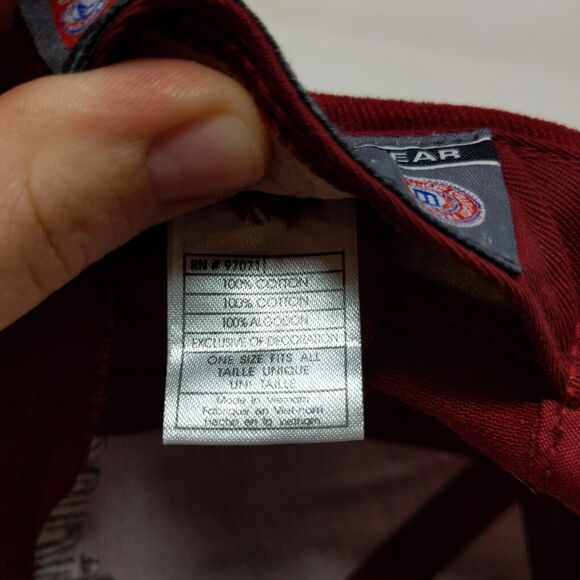 EAR
B
RN # 97071
100% COTTON
100% COTTON
100% ALGODON
EXCLUSIVE OF DECORATION
ONE SIZE FITS ALL
TAILLE UNIQUE
UNI TAILLE
Made in Vietnam
Fabriquer en Viet-nam
hecho en la vietnam